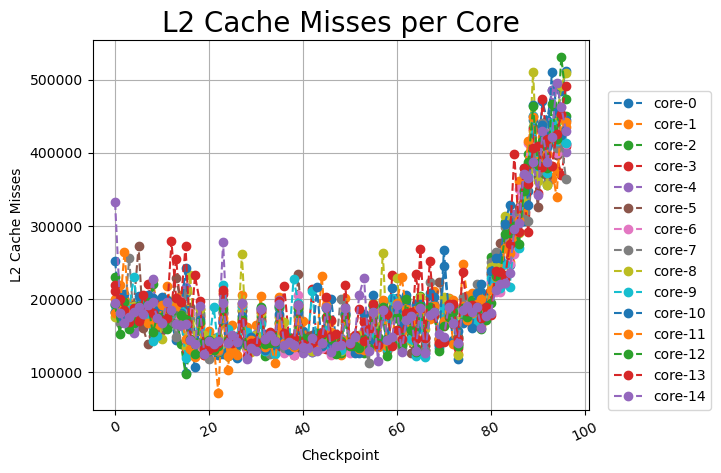 L2 Cache Misses per Core
L2 Cache Misses
500000
400000
300000
200000
100000
0
20
40
60
80
100
Checkpoint
core-0
core-1
core-2
core-3
core-4
core-5
core-6
core-7
core-8
core-9
core-10
core-11
core-12
core-13
core-14